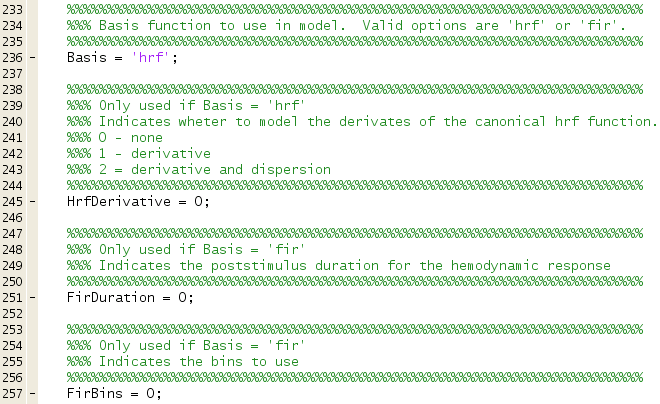 233 %%%%%%%%%%%%%%%%%%%%%%%%%%%%%%%%%%%%%%%%%%%%%%%%%%%%%%%%%%%%%%%%%%%%%%%%%%
234 %%% Basis function to use in model.  Valid options are 'hrf' or 'fir'.
235 %%%%%%%%%%%%%%%%%%%%%%%%%%%%%%%%%%%%%%%%%%%%%%%%%%%%%%%%%%%%%%%%%%%%%%%%%%
236 - Basis = 'hrf';
237
238 %%%%%%%%%%%%%%%%%%%%%%%%%%%%%%%%%%%%%%%%%%%%%%%%%%%%%%%%%%%%%%%%%%%%%%%%%%
239 %%% Only used if Basis = 'hrf'
240 %%% Indicates wheter to model the derivates of the canonical hrf function.
241 %%% 0 - none
242 %%% 1 - derivative
243 %%% 2 = derivative and dispersion
244 %%%%%%%%%%%%%%%%%%%%%%%%%%%%%%%%%%%%%%%%%%%%%%%%%%%%%%%%%%%%%%%%%%%%%%%%%%
245 - HrfDerivative = 0;
246
247 %%%%%%%%%%%%%%%%%%%%%%%%%%%%%%%%%%%%%%%%%%%%%%%%%%%%%%%%%%%%%%%%%%%%%%%%%%
248 %%% Only used if Basis = 'fir'
249 %%% Indicates the poststimulus duration for the hemodynamic response
250 %%%%%%%%%%%%%%%%%%%%%%%%%%%%%%%%%%%%%%%%%%%%%%%%%%%%%%%%%%%%%%%%%%%%%%%%%%
251 - FirDuration = 0;
252
253 %%%%%%%%%%%%%%%%%%%%%%%%%%%%%%%%%%%%%%%%%%%%%%%%%%%%%%%%%%%%%%%%%%%%%%%%%%
254 %%% Only used if Basis = 'fir'
255 %%% Indicates the bins to use
256 %%%%%%%%%%%%%%%%%%%%%%%%%%%%%%%%%%%%%%%%%%%%%%%%%%%%%%%%%%%%%%%%%%%%%%%%%%
257 - FirBins = 0;